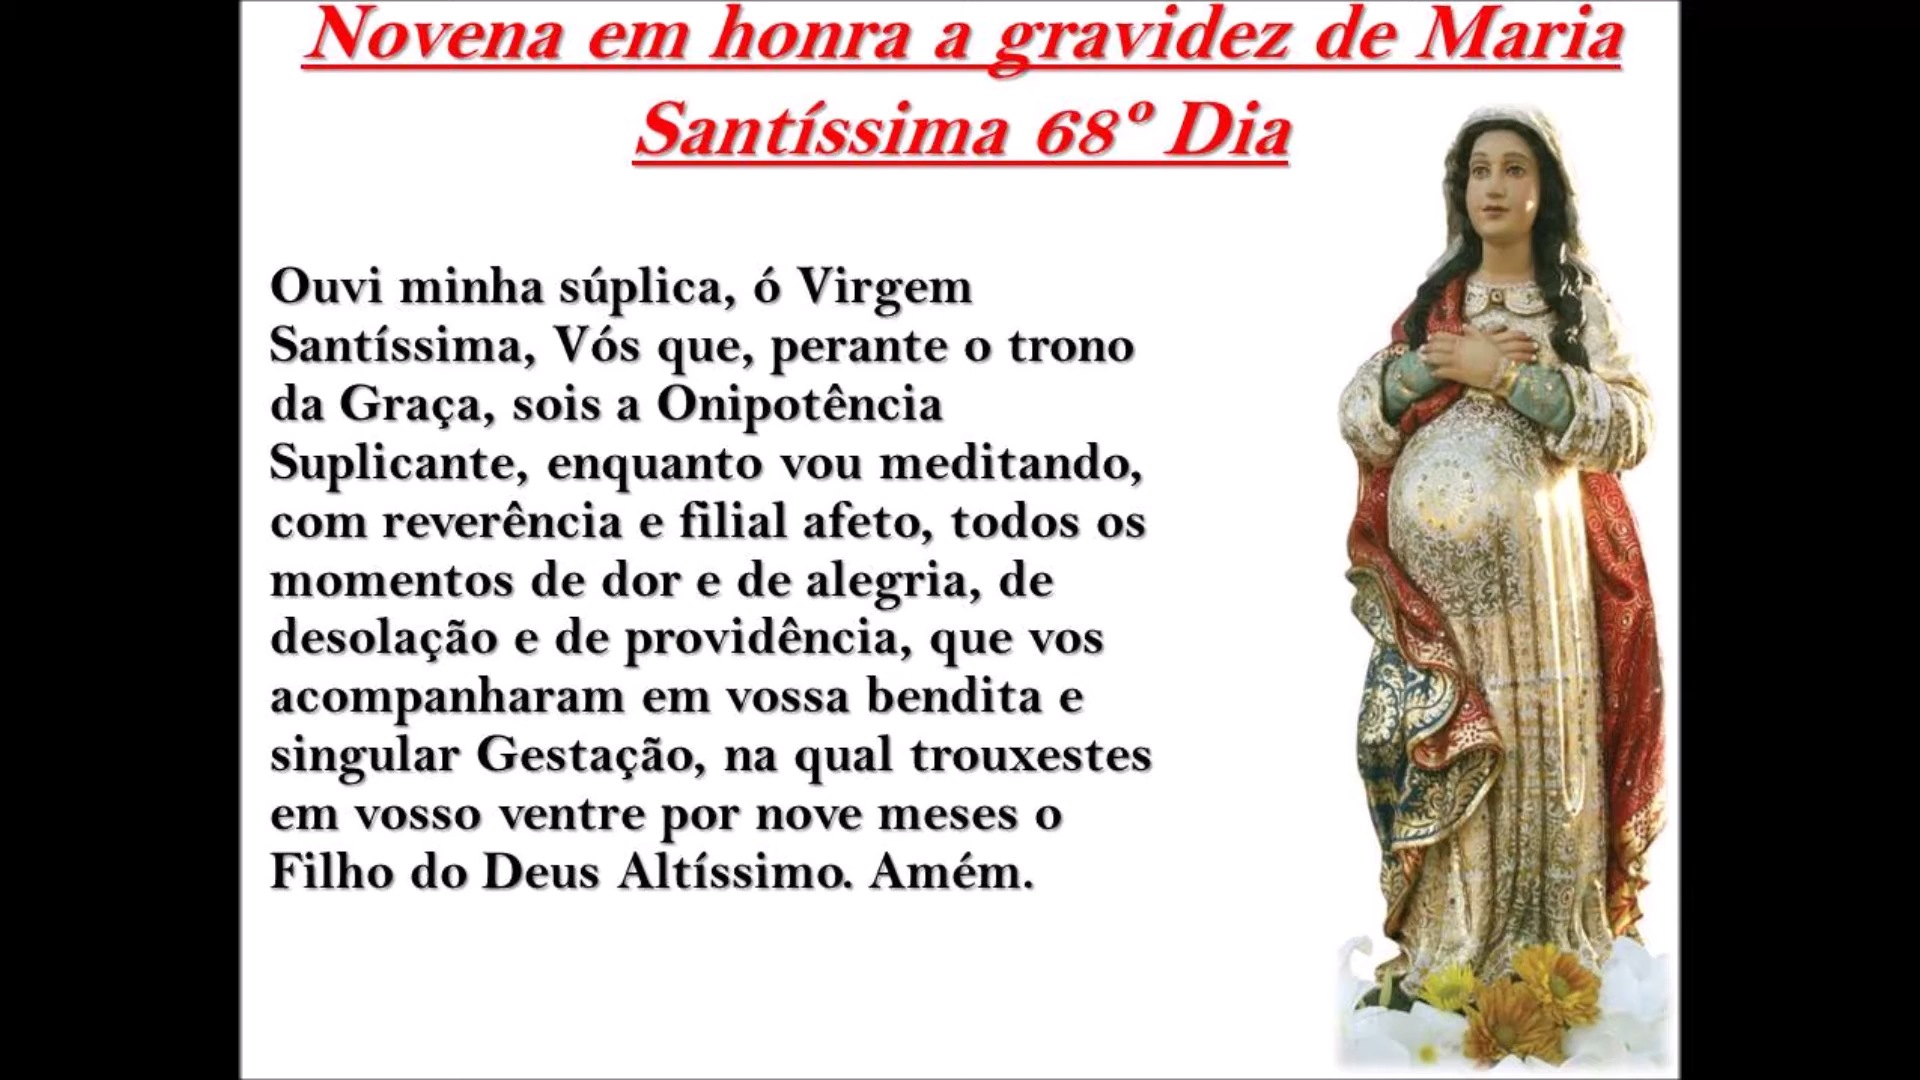 Novena em honra a gravidez de Maria
Santíssima 68º Dia
Ouvi minha súplica, ó Virgem
Santíssima, Vós que, perante o trono
da Graça, sois a Onipotência
Suplicante, enquanto vou meditando,
com reverência e filial afeto, todos os
momentos de dor e de alegria, de
desolação e de providência, que vos
acompanharam em vossa bendita e
singular Gestação, na qual trouxestes
em vosso ventre por nove meses o
Filho do Deus Altíssimo. Amém.